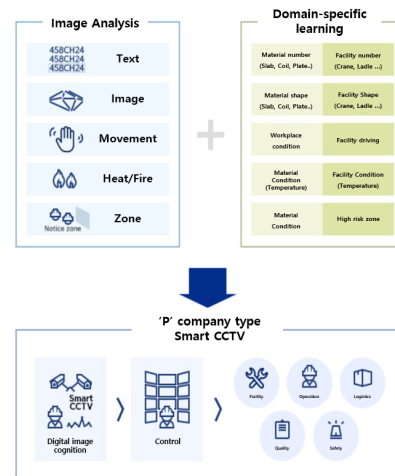 Image Analysis
458CH24
458CH24
458CH24
Text
Image
Movement
Heat/Fire
Notice zone
Zone
Domain-specific
learning
Material number
(Slab, Coil, Plate..)
Facility number
(Crane, Ladle ...)
Material shape
(Slab, Coil, Plate..)
Facility Shape
(Crane, Ladle ...)
Workplace
condition
Facility driving
Material
Condition
(Temperature)
Facility Condition
(Temperature)
Material
Condition
High risk zone
'P' company type
Smart CCTV
Smart
CCTV
Digital image
cognition
Control
Facility
Operation
Logistics
Quality
Safety